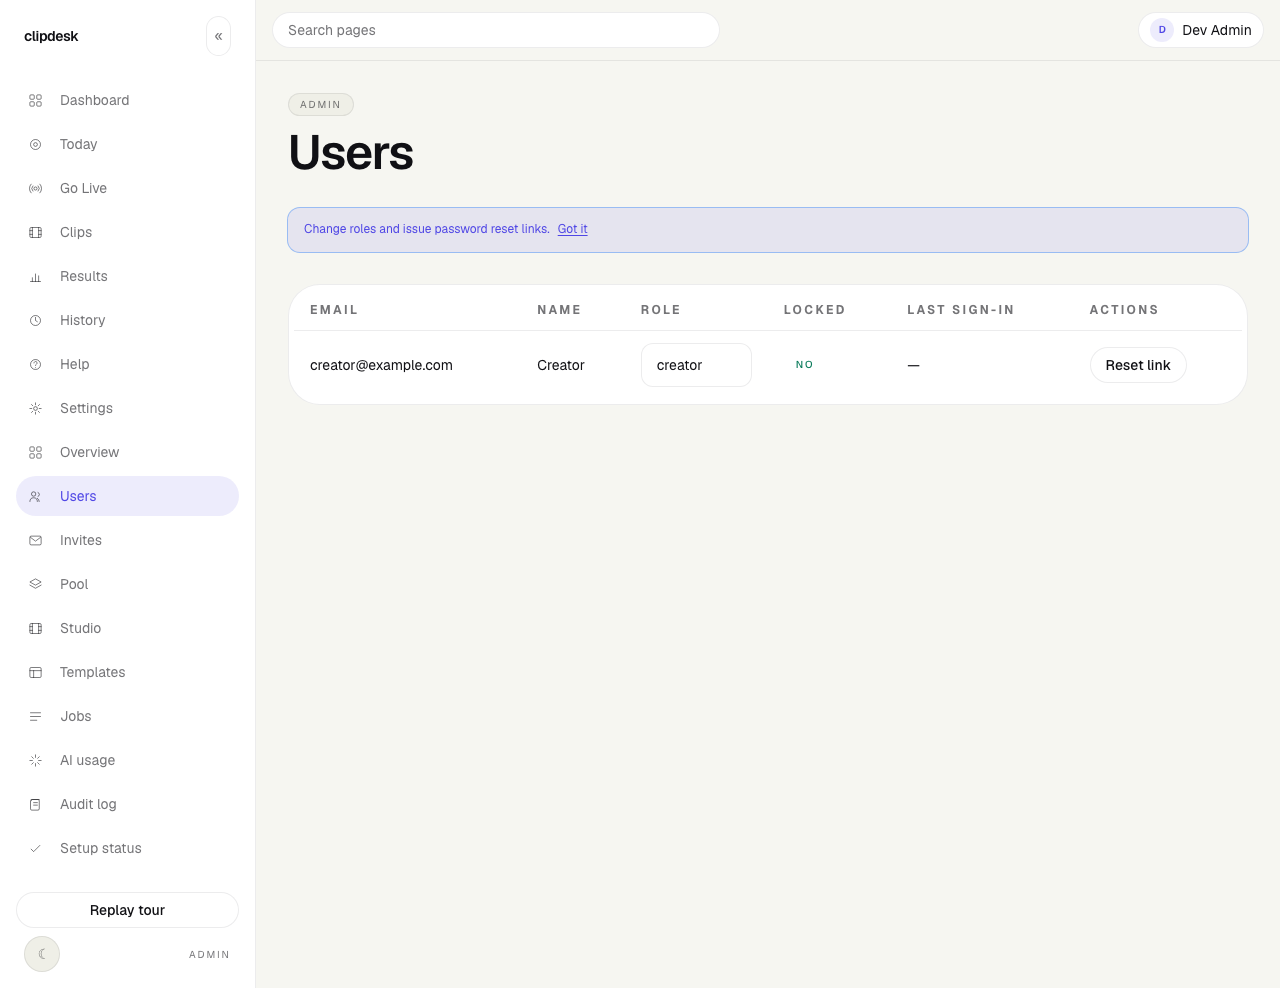 clipdesk
«
Search pages
D
Dev Admin
Dashboard
Today
Go Live
Clips
Results
History
Help
Settings
Overview
Users
Invites
Pool
Studio
Templates
Jobs
AI usage
Audit log
Setup status
Replay tour
ADMIN
ADMIN
Users
Change roles and issue password reset links. Got it
EMAIL NAME ROLE LOCKED LAST SIGN-IN ACTIONS
creator@example.com Creator creator NO — Reset link